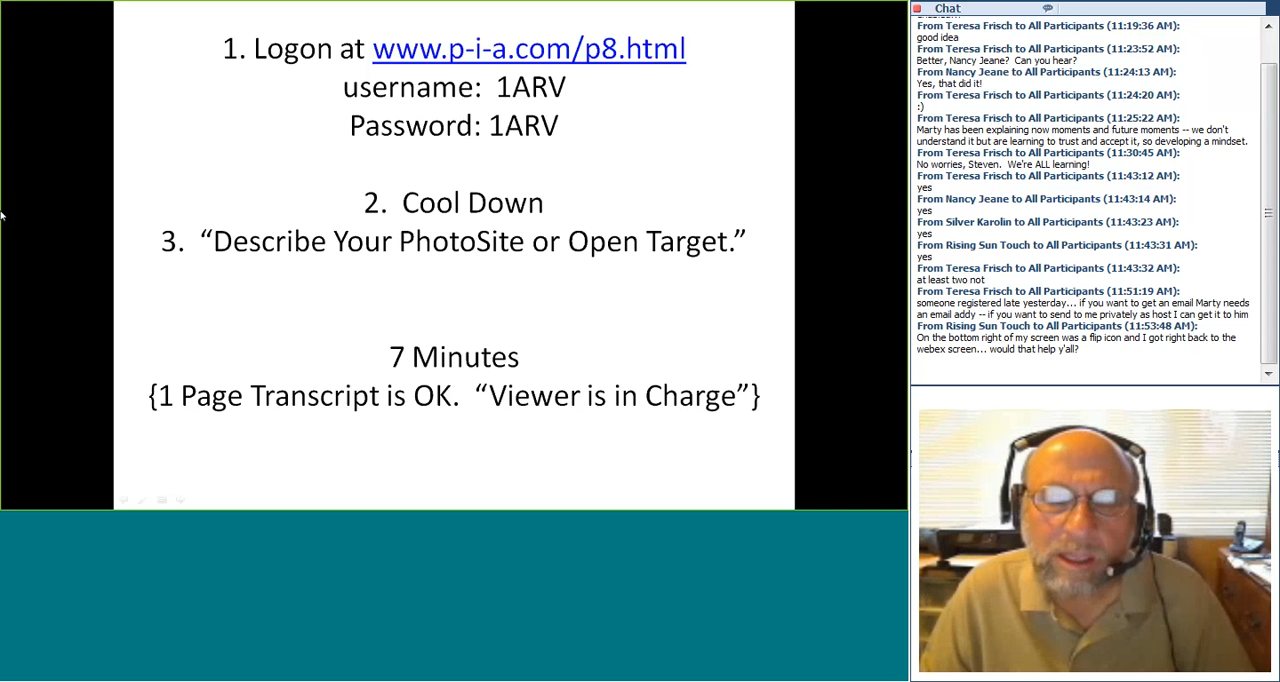 1. Logon at www.p-i-a.com/p8.html
username: 1ARV
Password: 1ARV
2. Cool Down
3. “Describe Your PhotoSite or Open Target.”
7 Minutes
{1 Page Transcript is OK. “Viewer is in Charge”}
Chat
From Teresa Frisch to All Participants (11:19:36 AM):
good idea
From Teresa Frisch to All Participants (11:23:52 AM):
Better, Nancy Jeane? Can you hear?
From Nancy Jeane to All Participants (11:24:13 AM):
Yes, that did it!
From Teresa Frisch to All Participants (11:24:20 AM):
:)
From Teresa Frisch to All Participants (11:25:22 AM):
Marty has been explaining now moments and future moments -- we don't
understand it but are learning to trust and accept it, so developing a mindset.
From Teresa Frisch to All Participants (11:30:45 AM):
No worries, Steven. We're ALL learning!
From Teresa Frisch to All Participants (11:43:12 AM):
yes
From Nancy Jeane to All Participants (11:43:14 AM):
yes
From Silver Karolin to All Participants (11:43:23 AM):
yes
From Rising Sun Touch to All Participants (11:43:31 AM):
yes
From Teresa Frisch to All Participants (11:43:32 AM):
at least two not
From Teresa Frisch to All Participants (11:51:19 AM):
someone registered late yesterday... if you want to get an email Marty needs
an email addy -- if you want to send to me privately as host I can get it to him
From Rising Sun Touch to All Participants (11:53:48 AM):
On the bottom right of my screen was a flip icon and I got right back to the
webex screen... would that help y'all?